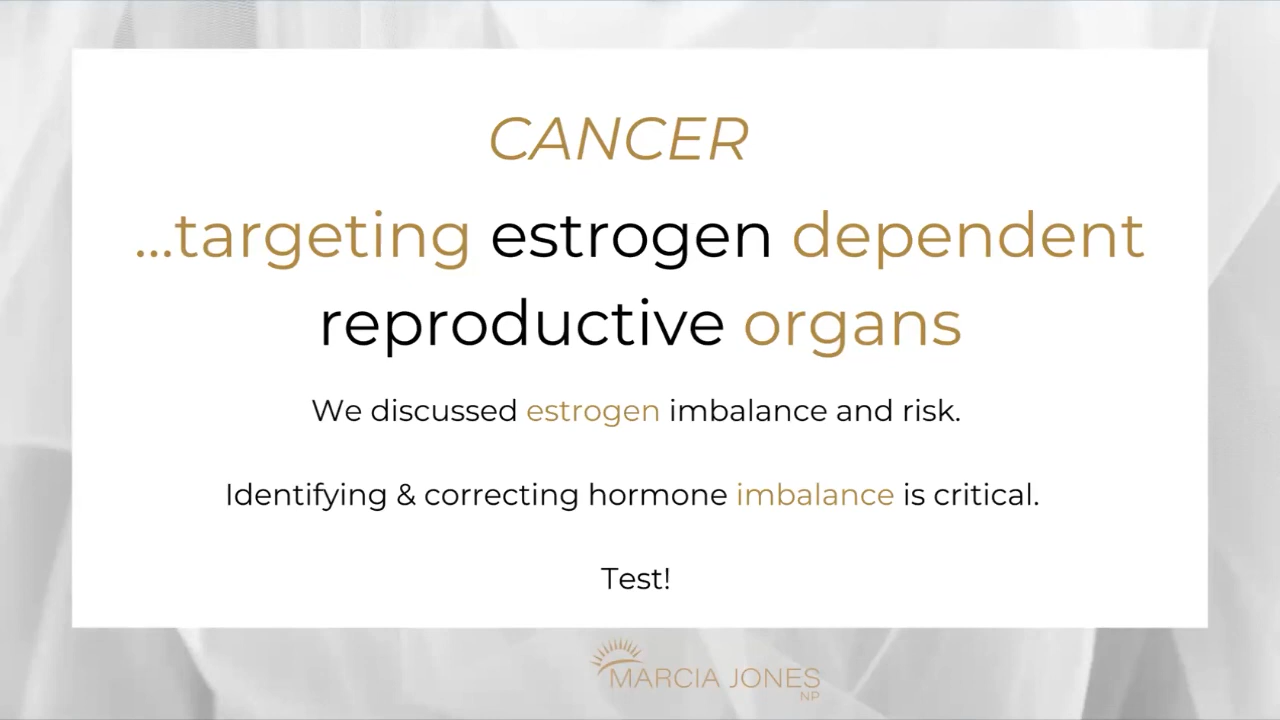 CANCER
...targeting estrogen dependent
reproductive organs
We discussed estrogen imbalance and risk.
Identifying & correcting hormone imbalance is critical.
Test!
MARCIA JONES
NP